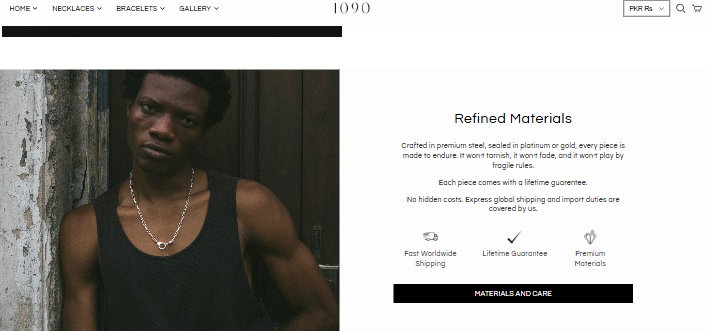 HOME NECKLACES BRACELETS GALLERY 1090 PKR Rs
Refined Materials
Crafted in premium steel, sealed in platinum or gold, every piece is
made to endure. It won't tarnish, it won't fade, and it won't play by
fragile rules.
Each piece comes with a lifetime guarentee.
No hidden costs. Express global shipping and import duties are
covered by us.
Fast Worldwide
Shipping
Lifetime Guarantee
Premium
Materials
MATERIALS AND CARE